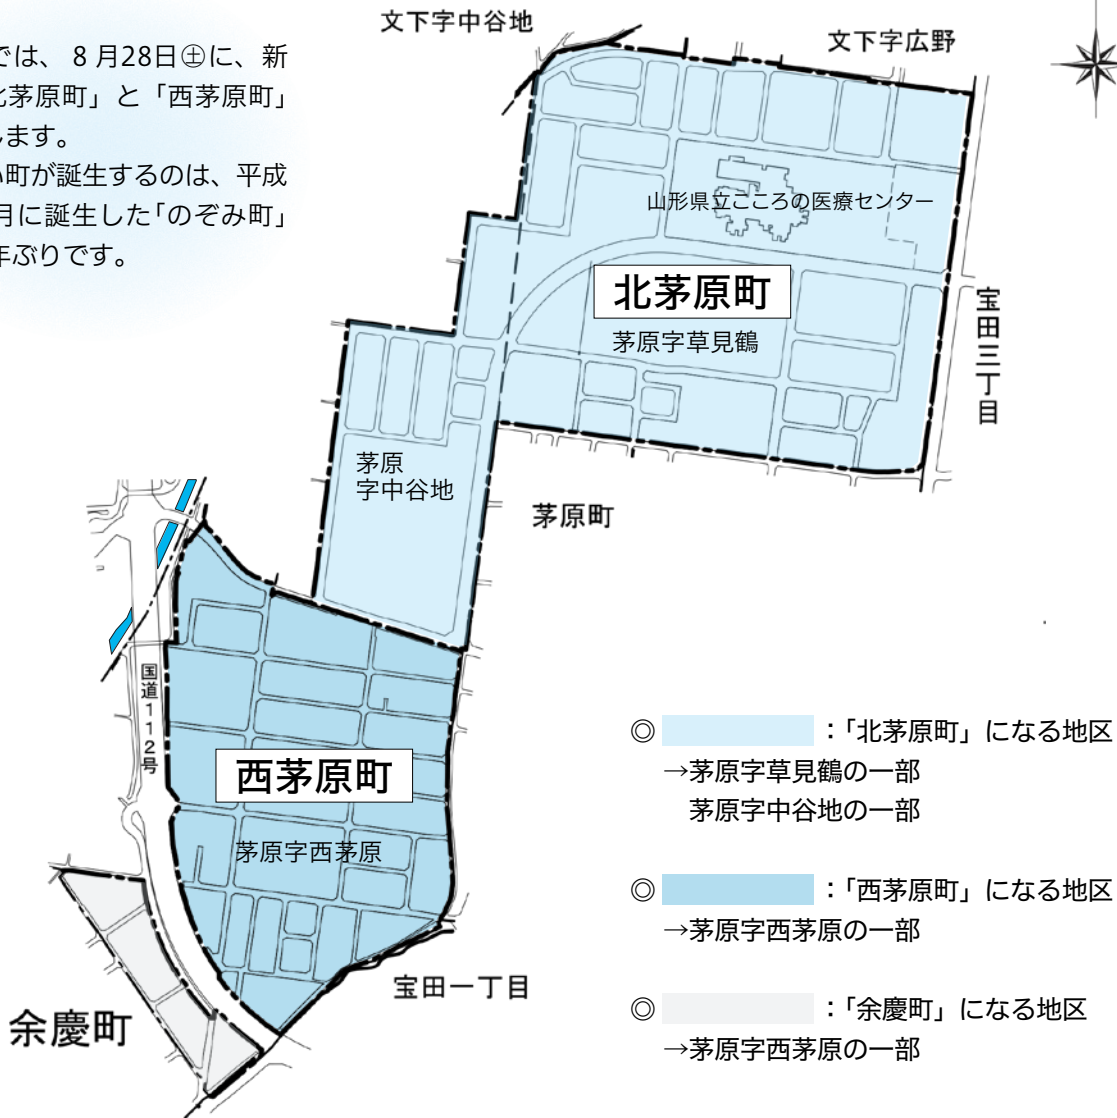 では、8月28日㊏に、新
北茅原町」と「西茅原町」
します。
い町が誕生するのは、平成
月に誕生した「のぞみ町」
年ぶりです。
文下字中谷地
文下字広野
山形県立こころの医療センター
北茅原町
茅原字草見鶴
宝田三丁目
茅原
字中谷地
茅原町
国道112号
西茅原町
茅原字西茅原
宝田一丁目
余慶町
◎ ：「北茅原町」になる地区
→茅原字草見鶴の一部
茅原字中谷地の一部
◎ ：「西茅原町」になる地区
→茅原字西茅原の一部
◎ ：「余慶町」になる地区
→茅原字西茅原の一部